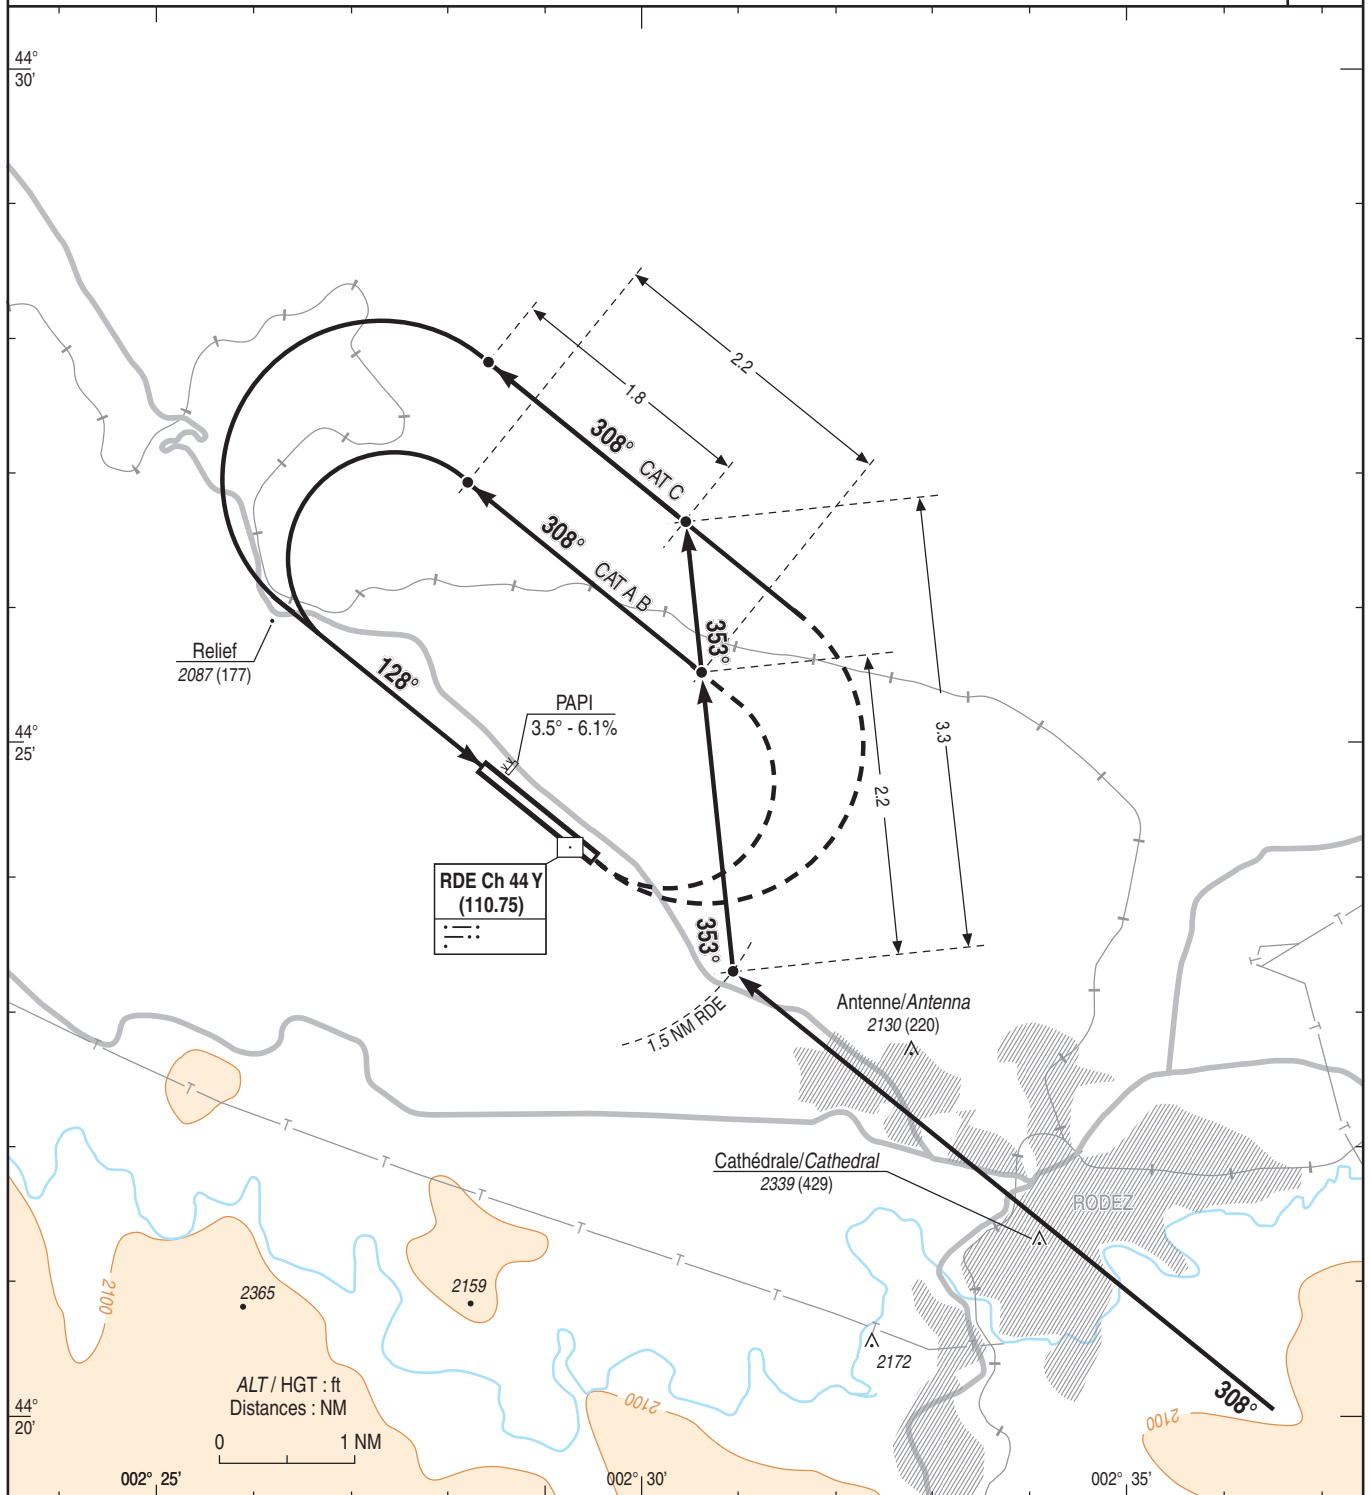 44°
30'
2.2
1.8
308° CAT C
308° CAT A B
353°
Relief
2087 (177)
128°
PAPI
3.5° - 6.1%
44°
25'
3.3
2.2
RDE Ch 44 Y
(110.75)
353°
1.5 NM RDE
Antenne/Antenna
2130 (220)
T
T
T
T
T
T
T
T
T
T
T
T
T
Cathédrale/Cathedral
2339 (429)
RODEZ
2100
2365
2159
2172
ALT / HGT : ft
Distances : NM
0 1 NM
2100
308°
2100
44°
20'
002° 25'
002° 30'
002° 35'